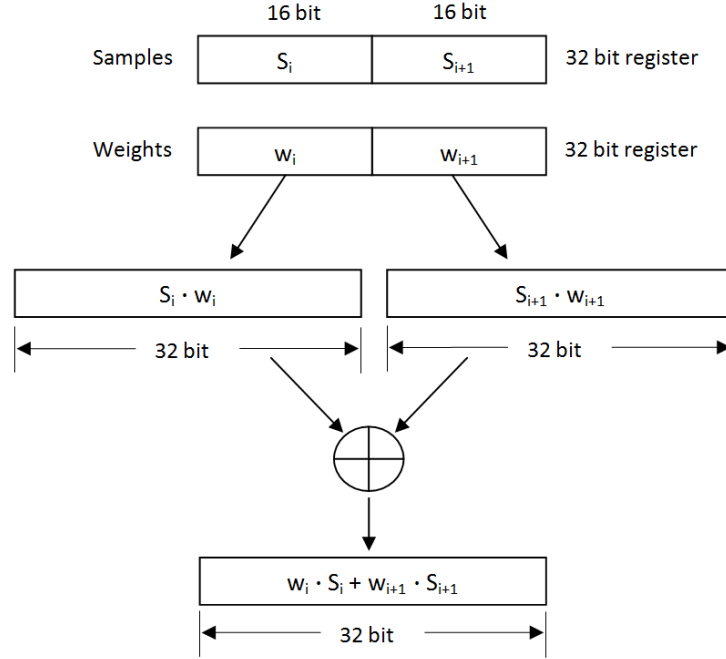 16 bit 16 bit
Samples Sᵢ Sᵢ₊₁ 32 bit register
Weights wᵢ wᵢ₊₁ 32 bit register
Sᵢ · wᵢ Sᵢ₊₁ · wᵢ₊₁
32 bit 32 bit
wᵢ · Sᵢ + wᵢ₊₁ · Sᵢ₊₁
32 bit